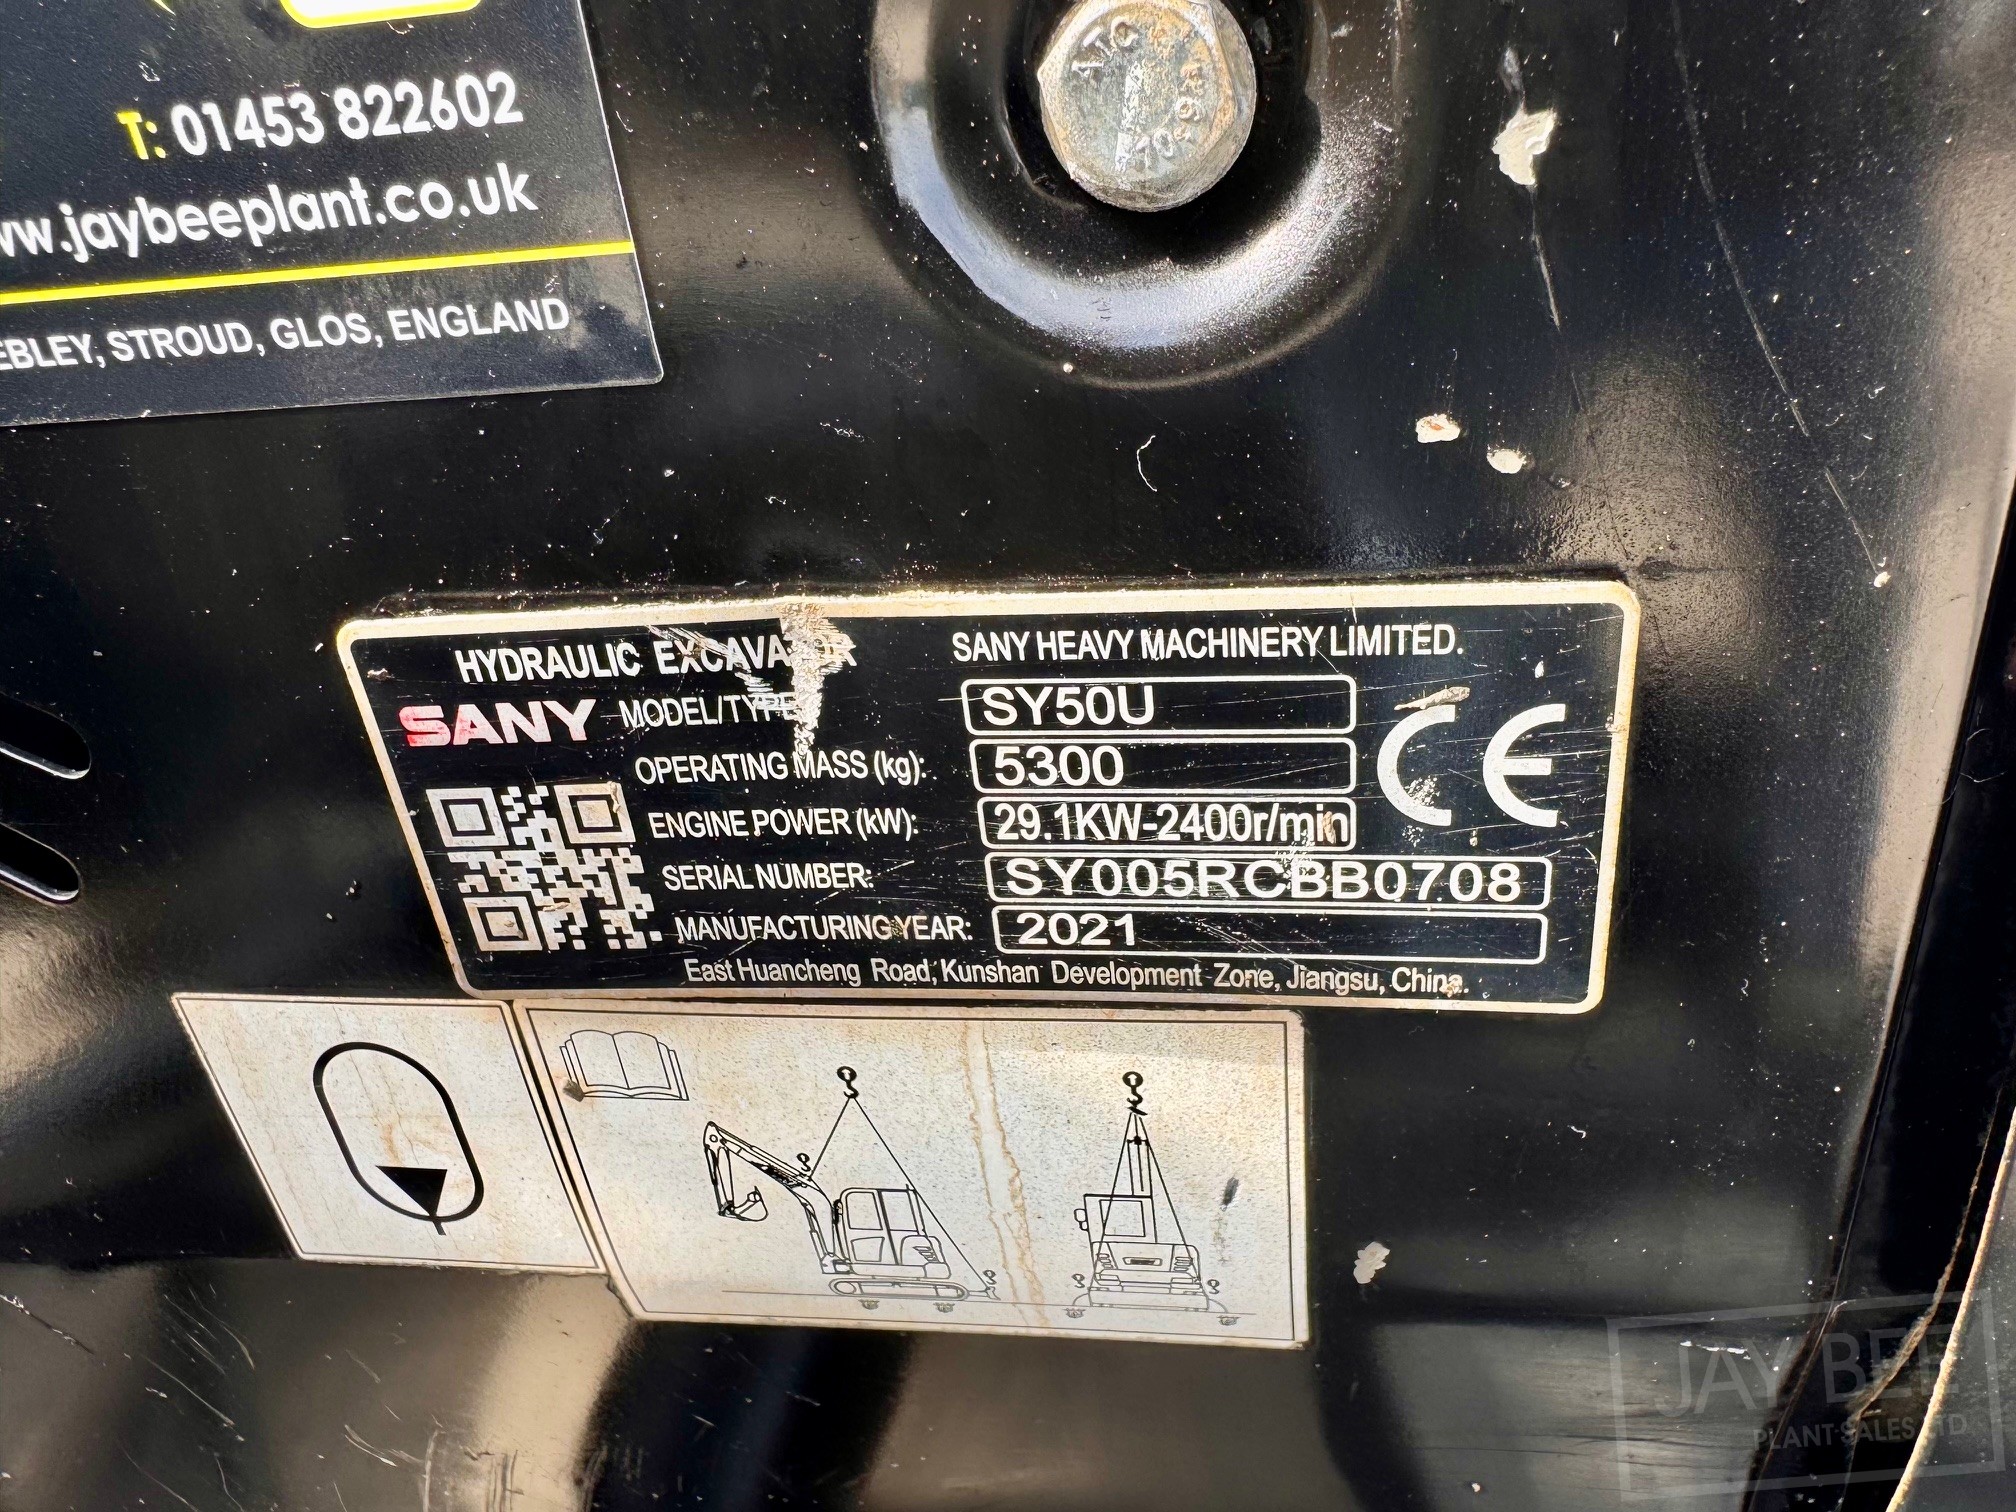 T: 01453 822602
www.jaybeeplant.co.uk
EBLEY, STROUD, GLOS, ENGLAND
HYDRAULIC EXCAVATOR
SANY HEAVY MACHINERY LIMITED.
SANY
MODEL/TYPE
SY50U
CE
OPERATING MASS (kg):
5300
ENGINE POWER (kW):
29.1KW-2400r/min
SERIAL NUMBER:
SY005RCBB0708
MANUFACTURING YEAR:
2021
East Huancheng Road, Kunshan Development Zone, Jiangsu, China.
JAY BEE
PLANT SALES LTD